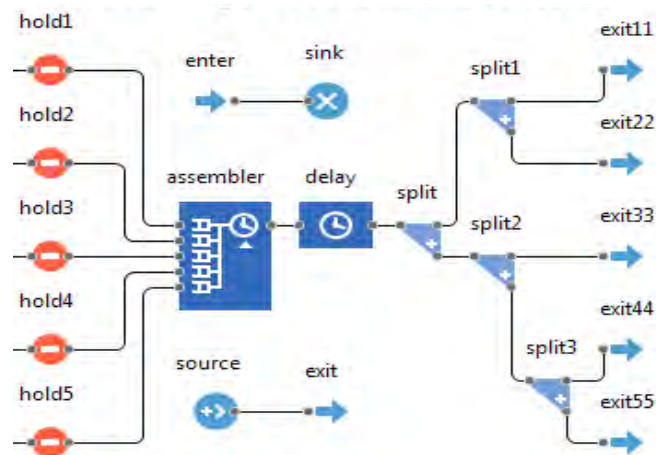 hold1
exit11
enter
sink
split1
hold2
exit22
assembler
delay
split
hold3
split2
exit33
hold4
exit44
split3
source
exit
hold5
exit55